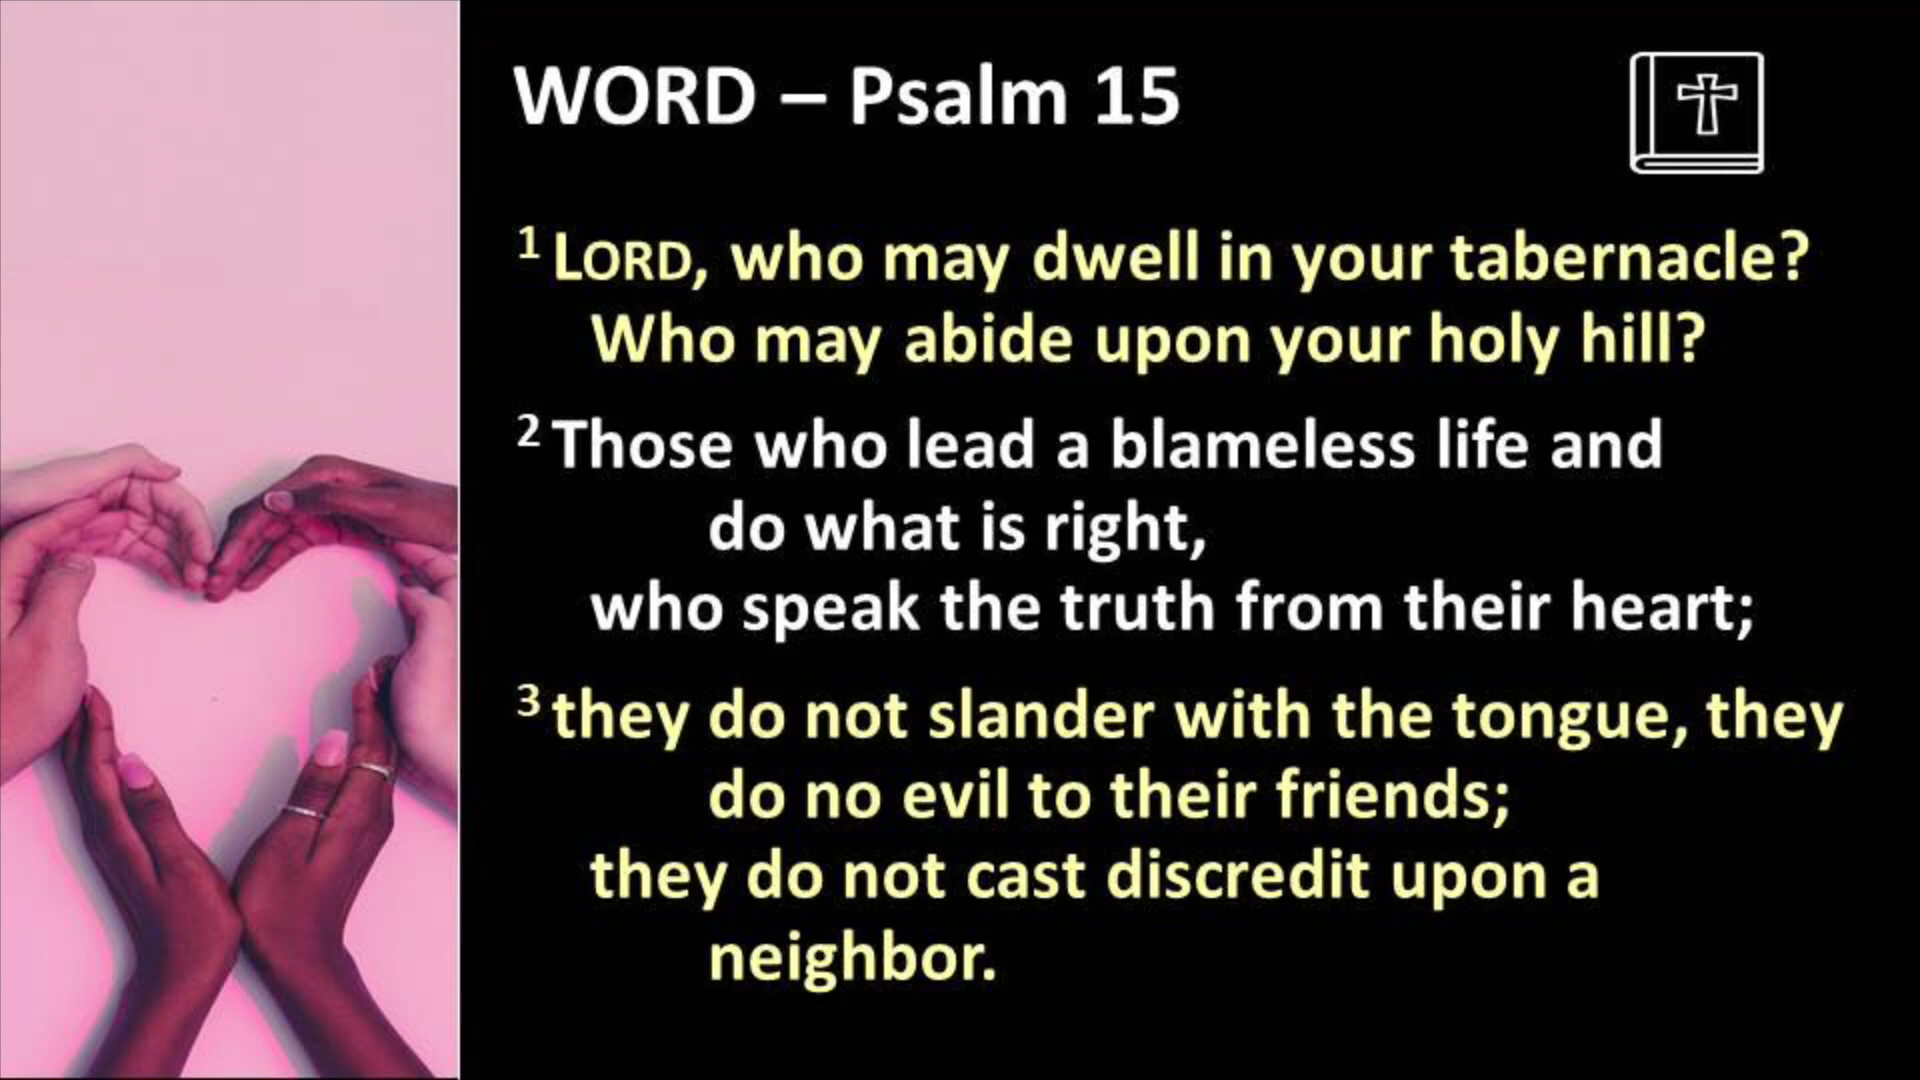 WORD – Psalm 15
1 LORD, who may dwell in your tabernacle?
Who may abide upon your holy hill?
2 Those who lead a blameless life and
do what is right,
who speak the truth from their heart;
3 they do not slander with the tongue, they
do no evil to their friends;
they do not cast discredit upon a
neighbor.